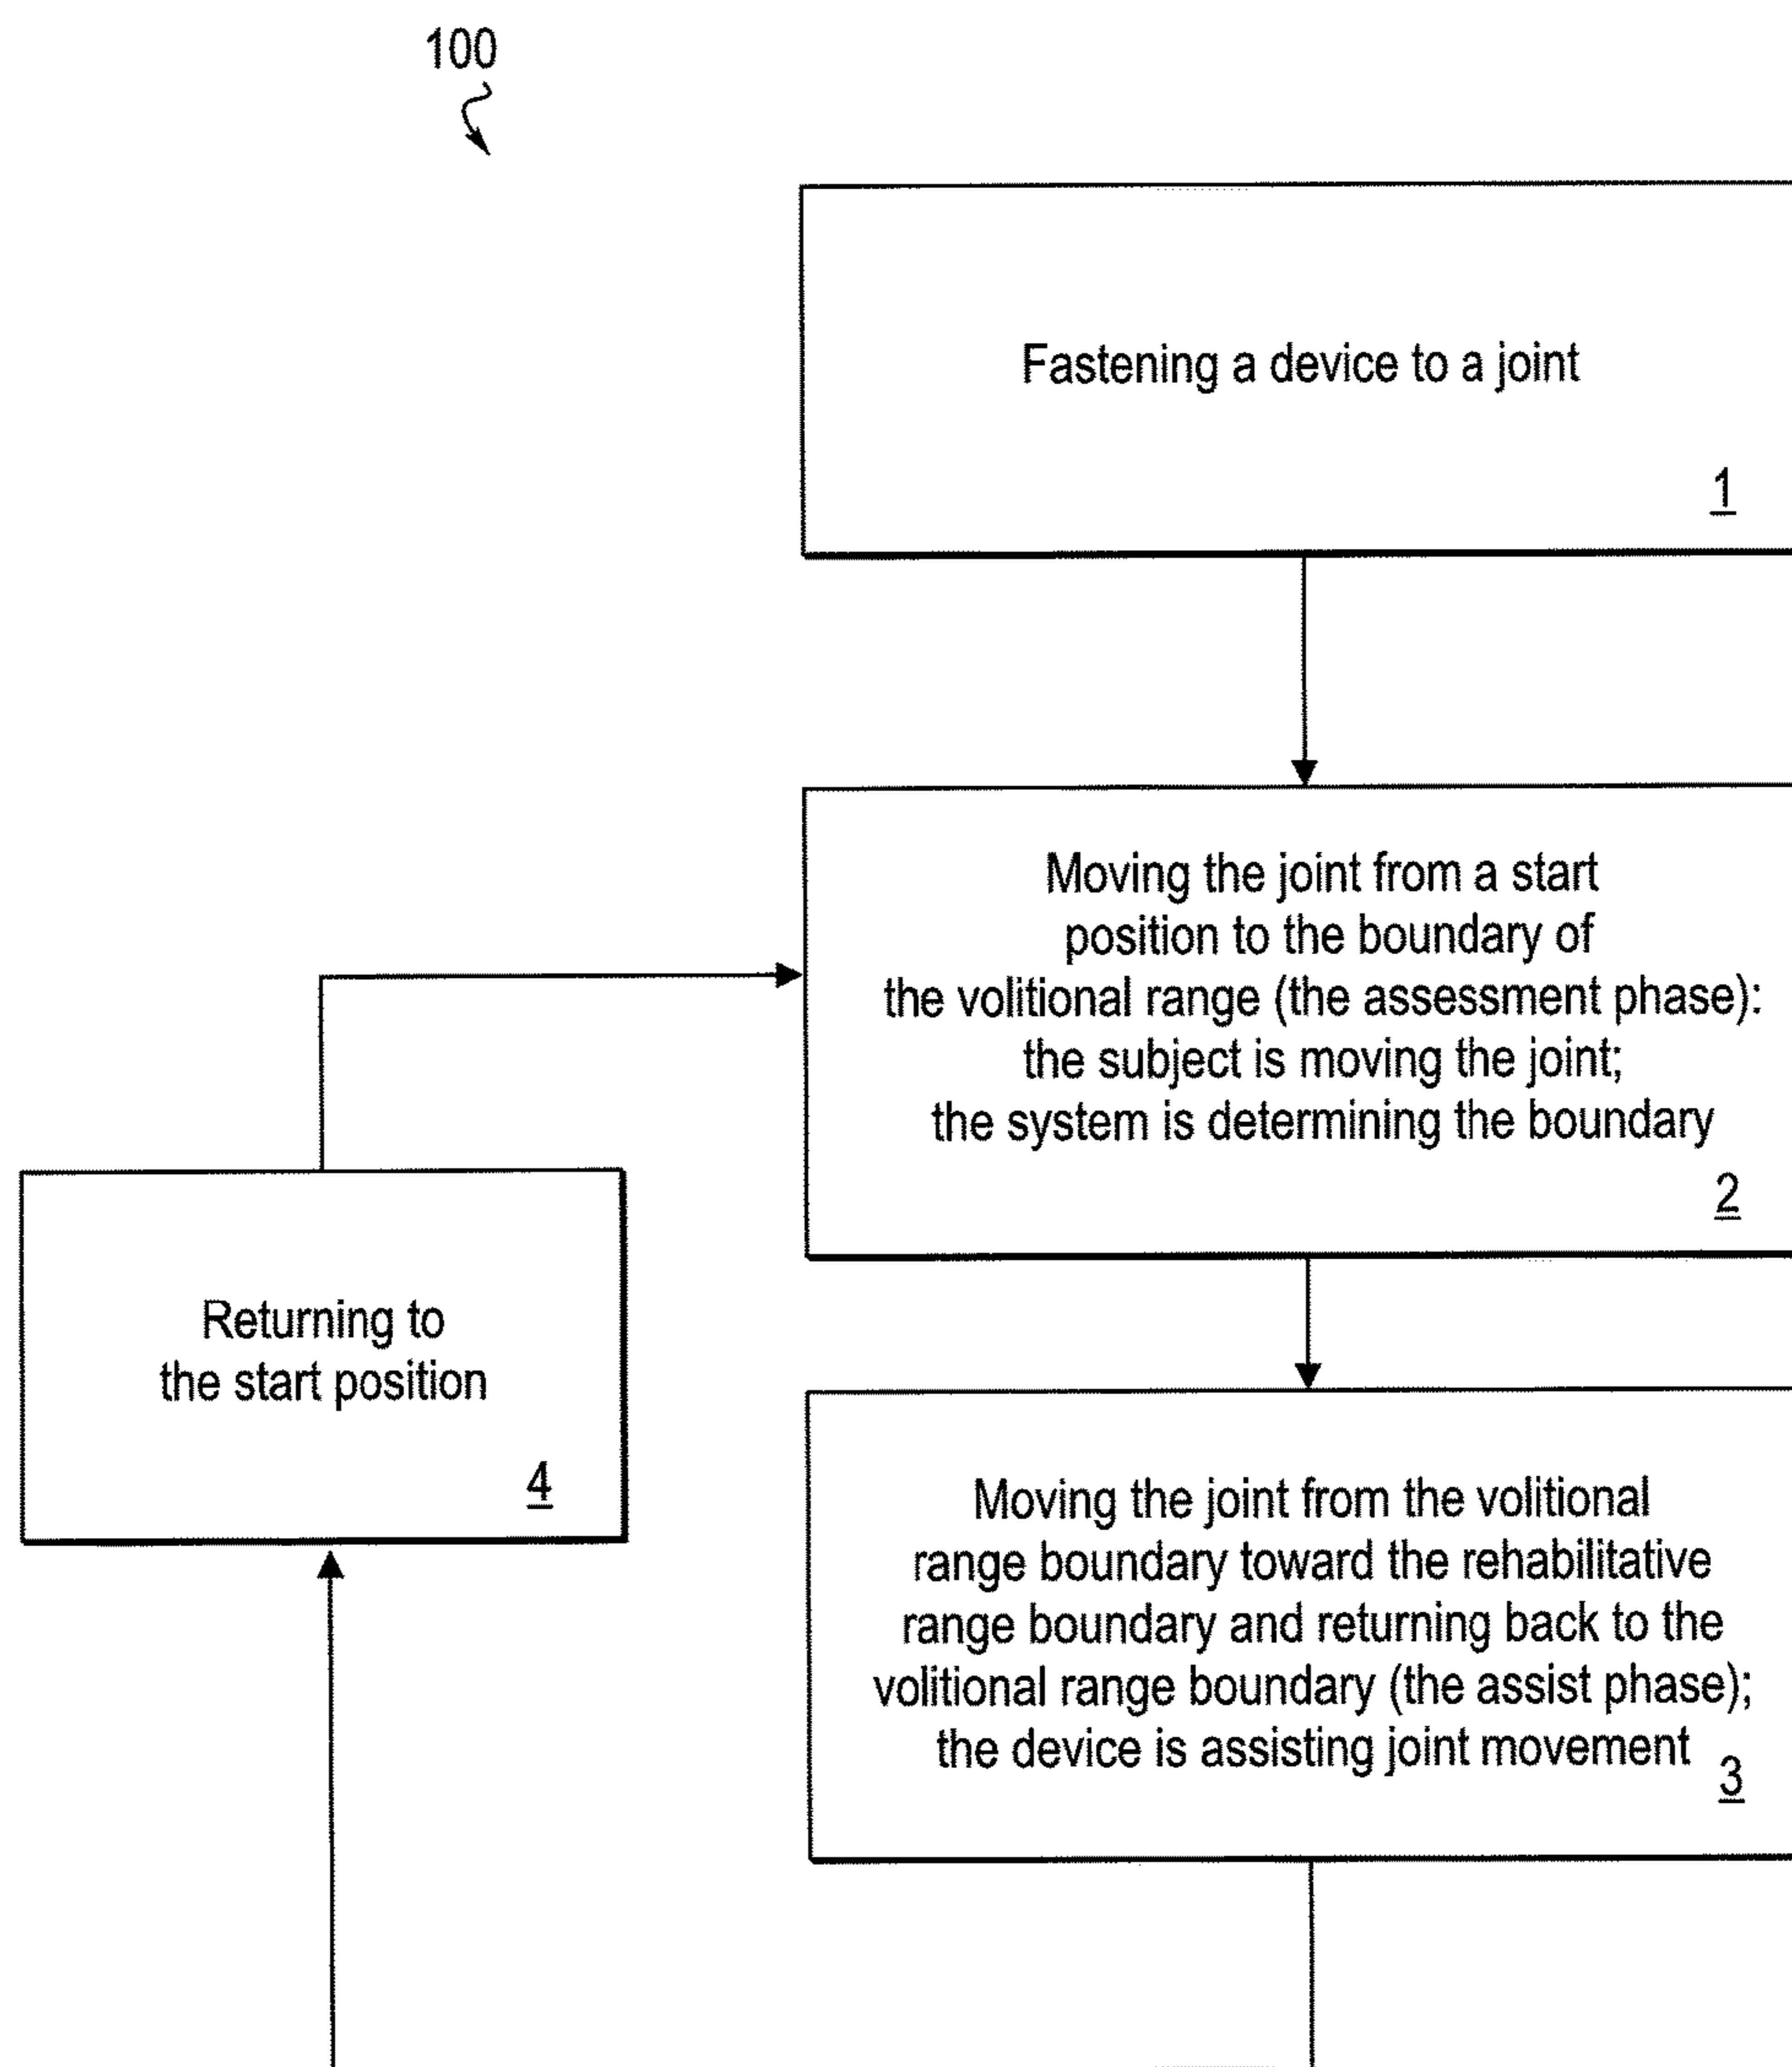 100
Fastening a device to a joint
1
Moving the joint from a start
position to the boundary of
the volitional range (the assessment phase):
the subject is moving the joint;
the system is determining the boundary
2
Returning to
the start position
4
Moving the joint from the volitional
range boundary toward the rehabilitative
range boundary and returning back to the
volitional range boundary (the assist phase);
the device is assisting joint movement
3